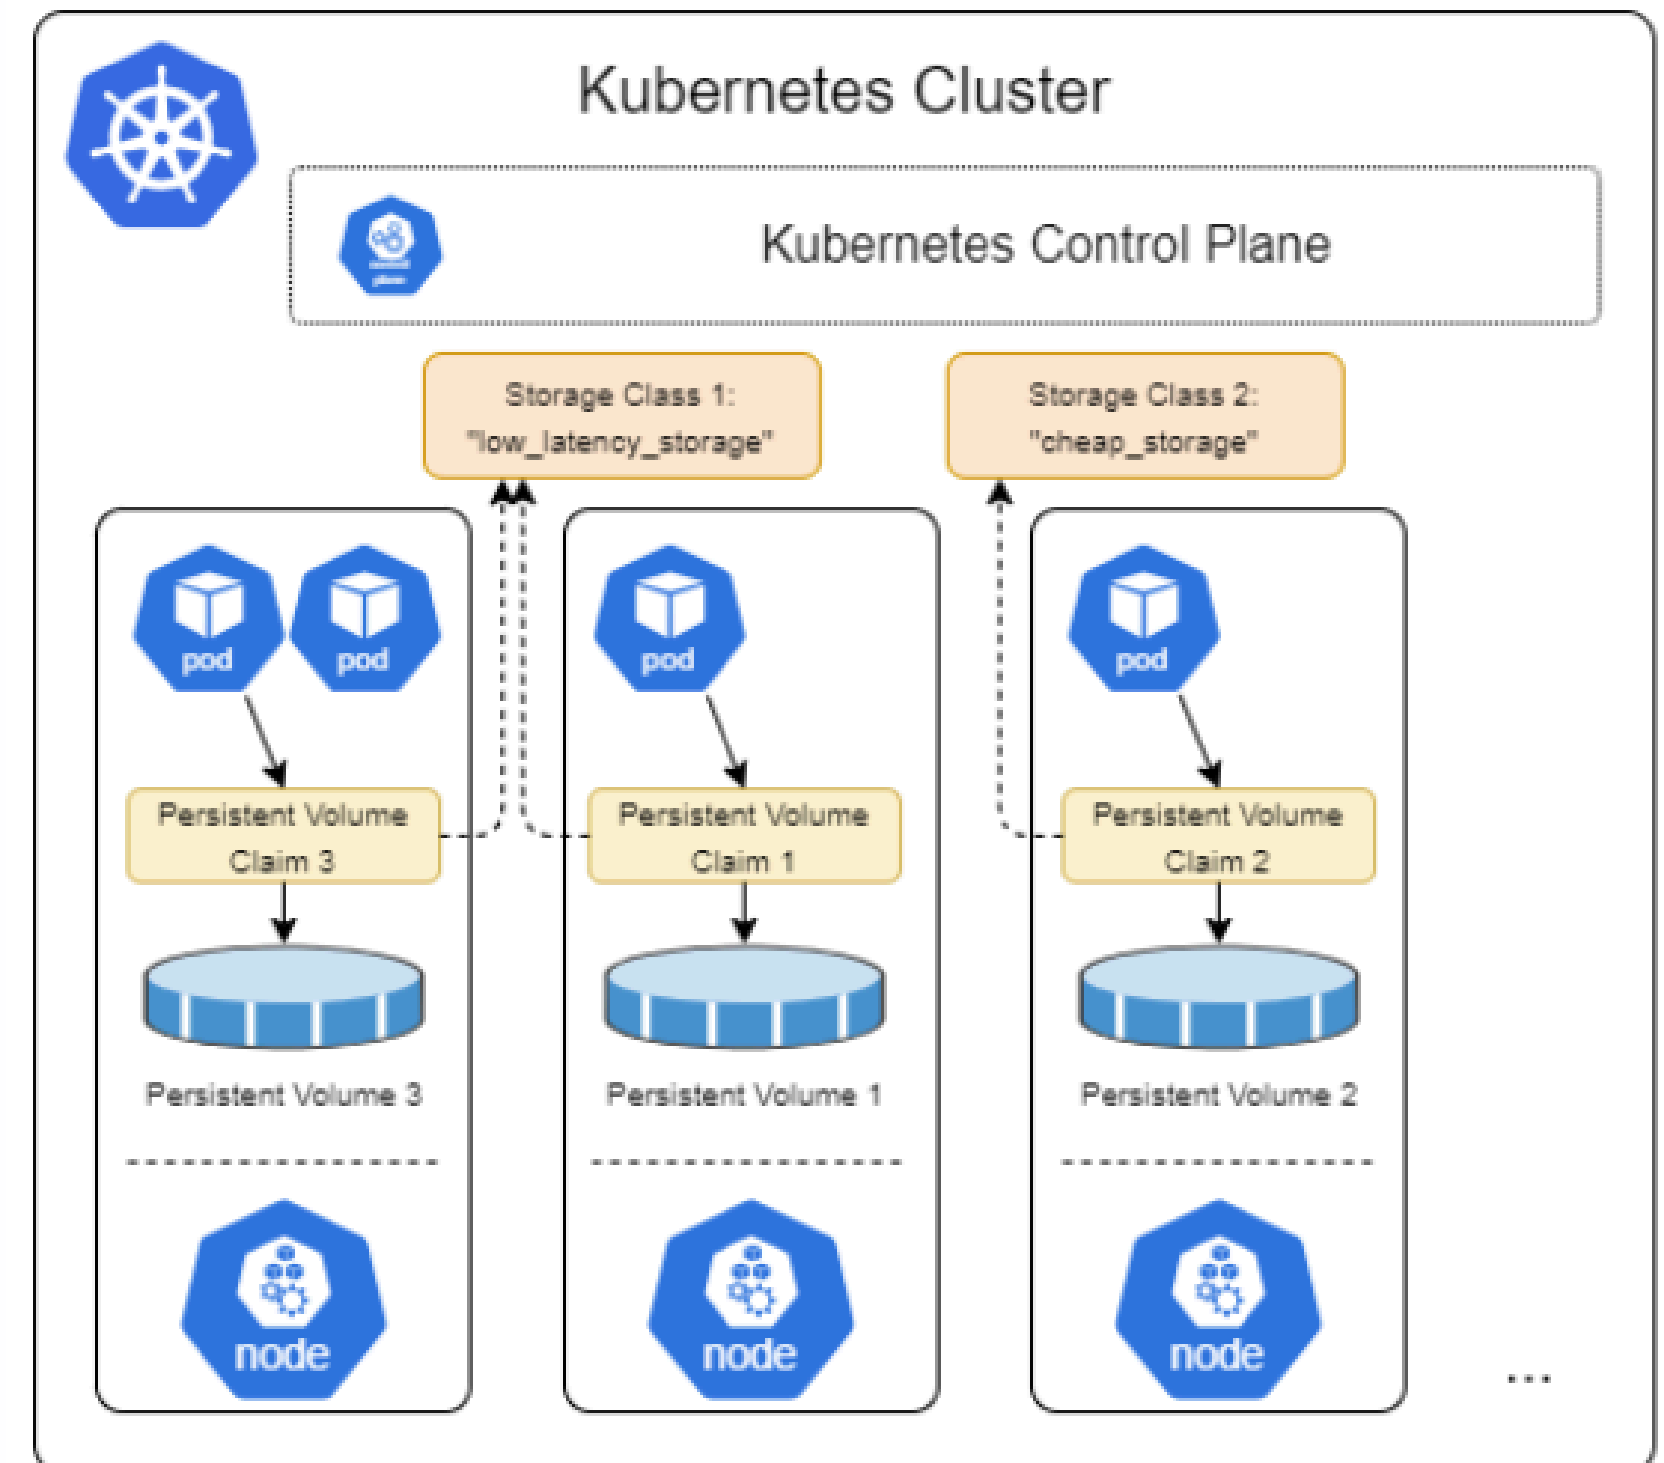 Kubernetes Cluster
control
plane
Kubernetes Control Plane
Storage Class 1:
"low_latency_storage"
Storage Class 2:
"cheap_storage"
pod
pod
pod
pod
Persistent Volume
Claim 3
Persistent Volume
Claim 1
Persistent Volume
Claim 2
Persistent Volume 3
Persistent Volume 1
Persistent Volume 2
node
node
node
...